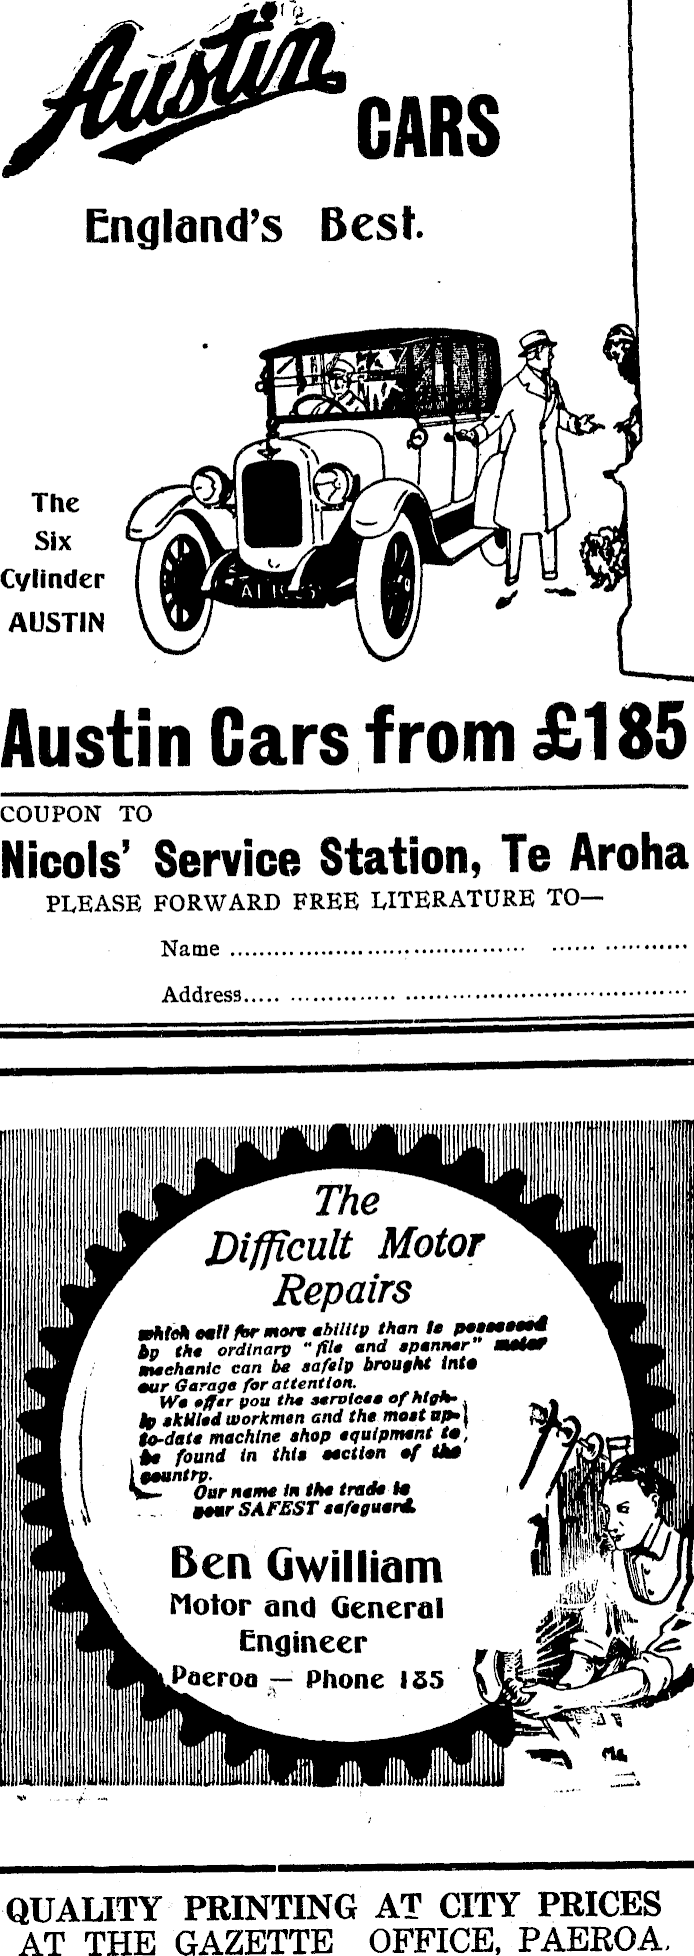 Austin
CARS
England's Best.
The
Six
Cylinder
AUSTIN
Austin Cars from £185
COUPON TO
Nicols' Service Station, Te Aroha
PLEASE FORWARD FREE LITERATURE TO—
Name
Address
The
Difficult Motor
Repairs
which call for more ability than is possessed
by the ordinary "file and spanner" motor
mechanic can be safely brought into
our Garage for attention.
We offer you the services of high-
ly skilled workmen and the most up-
to-date machine shop equipment to
be found in this section of the
country.
Our name in the trade is
your SAFEST safeguard.
Ben Gwilliam
Motor and General
Engineer
Paeroa — Phone 185
QUALITY PRINTING AT CITY PRICES
AT THE GAZETTE OFFICE, PAEROA.